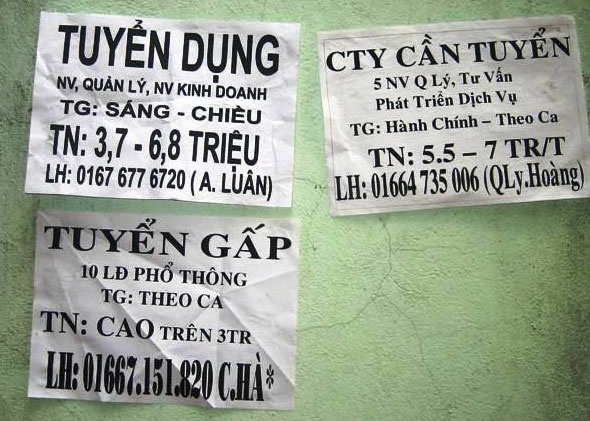 TUYỂN DỤNG
NV, QUẢN LÝ, NV KINH DOANH
TG: SÁNG - CHIỀU
TN: 3,7 - 6,8 TRIỆU
LH: 0167 677 6720 ( A. LUÂN)
CTY CẦN TUYỂN
5 NV Q Lý, Tư Vấn
Phát Triển Dịch Vụ
TG: Hành Chính – Theo Ca
TN: 5.5 – 7 TR/T
LH: 01664 735 006 (QLy.Hoàng)
TUYỂN GẤP
10 LĐ PHỔ THÔNG
TG: THEO CA
TN: CAO TRÊN 3TR
LH: 01667.151.820 C.HÀ*